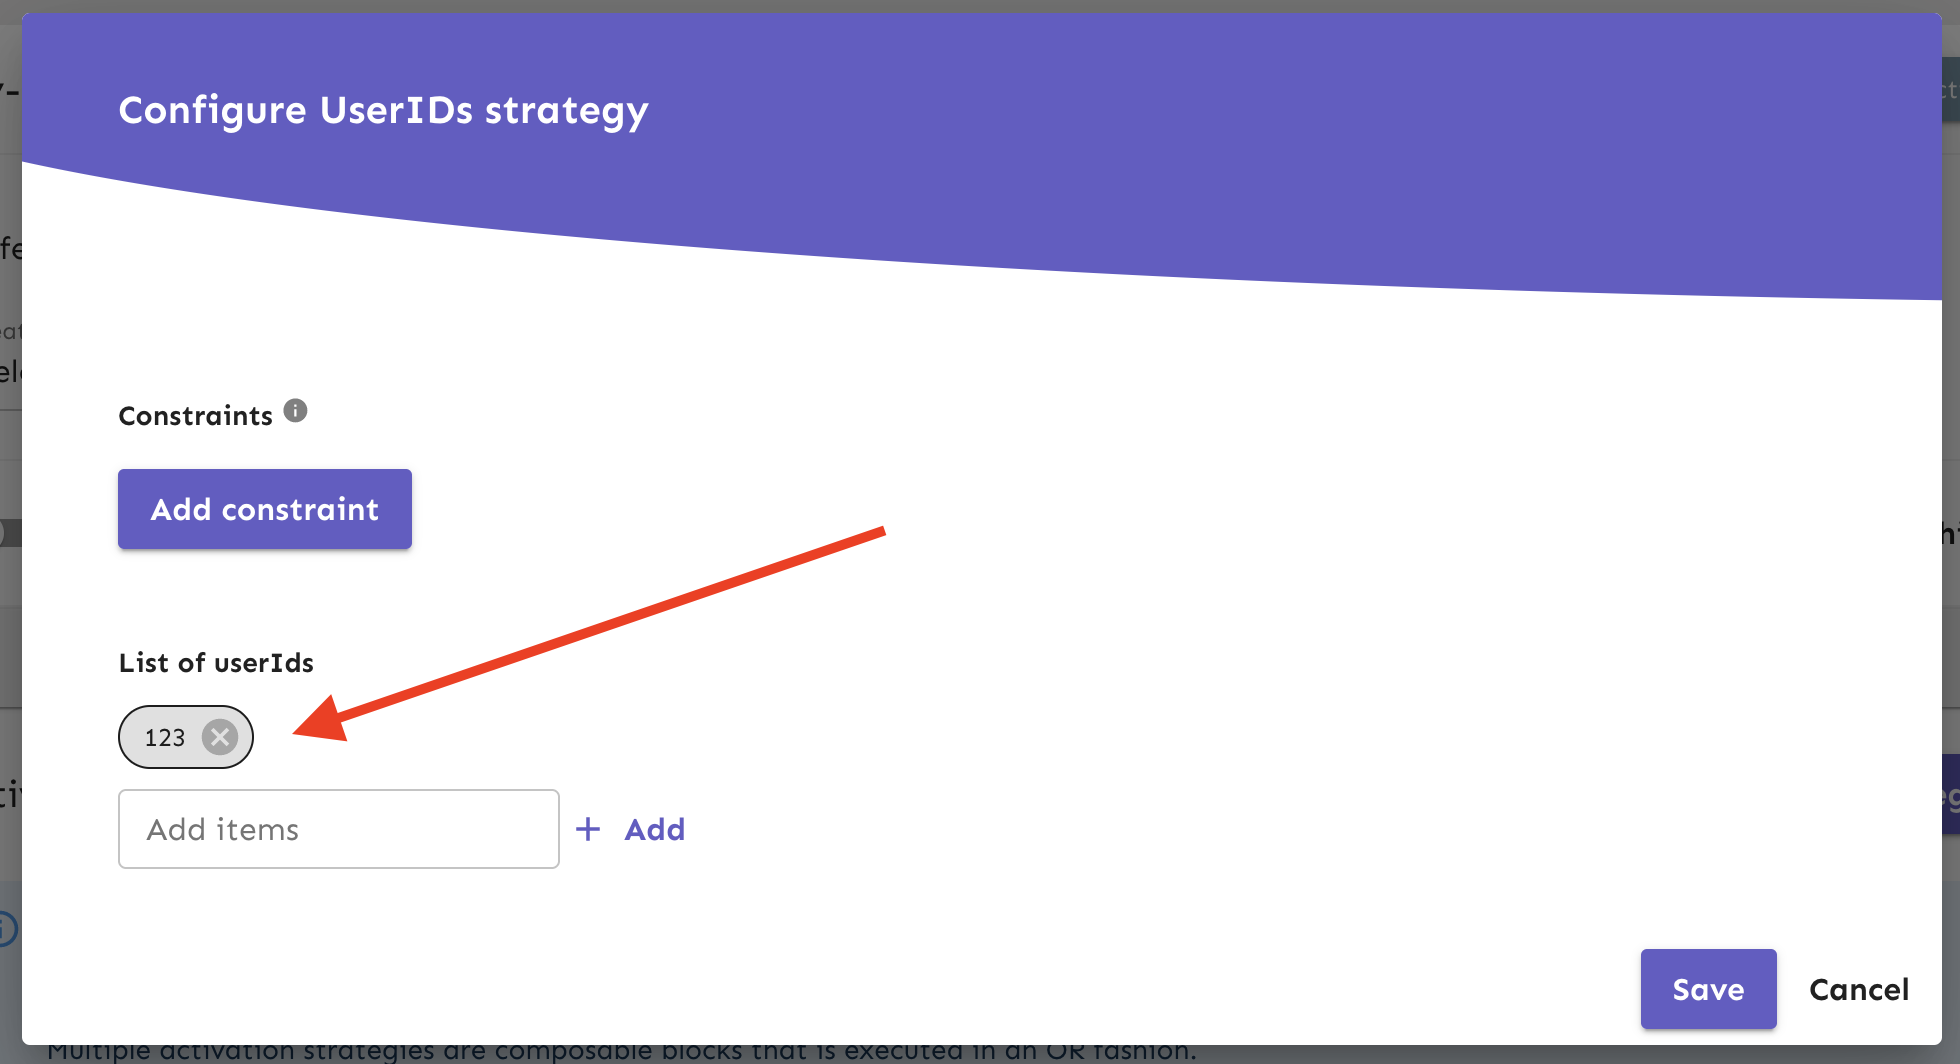 Configure UserIDs strategy
Constraints
Add constraint
List of userIds
123
Add items
+ Add
Save Cancel
Multiple activation strategies are composable blocks that is executed in an OR fashion.